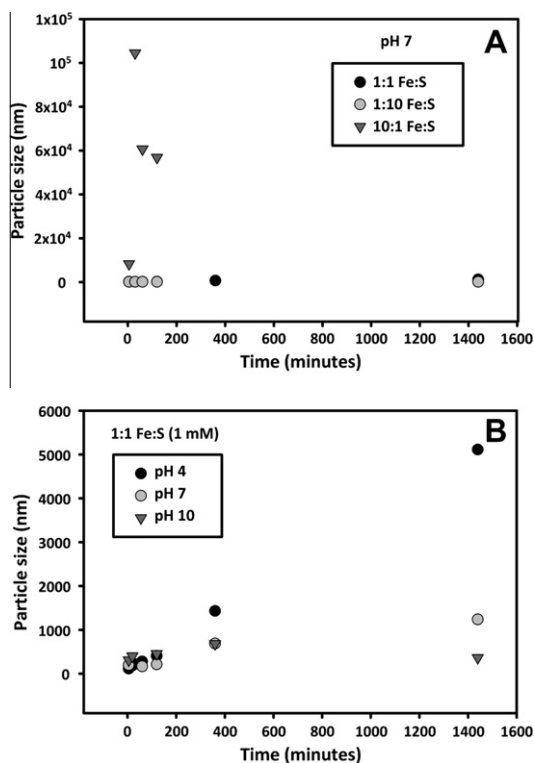 1x10⁵
pH 7
A
10⁵
8x10⁴
6x10⁴
4x10⁴
2x10⁴
0
Particle size (nm)
1:1 Fe:S
1:10 Fe:S
10:1 Fe:S
0 200 400 600 800 1000 1200 1400 1600
Time (minutes)
6000
5000
4000
3000
2000
1000
0
Particle size (nm)
1:1 Fe:S (1 mM)
B
pH 4
pH 7
pH 10
0 200 400 600 800 1000 1200 1400 1600
Time (minutes)